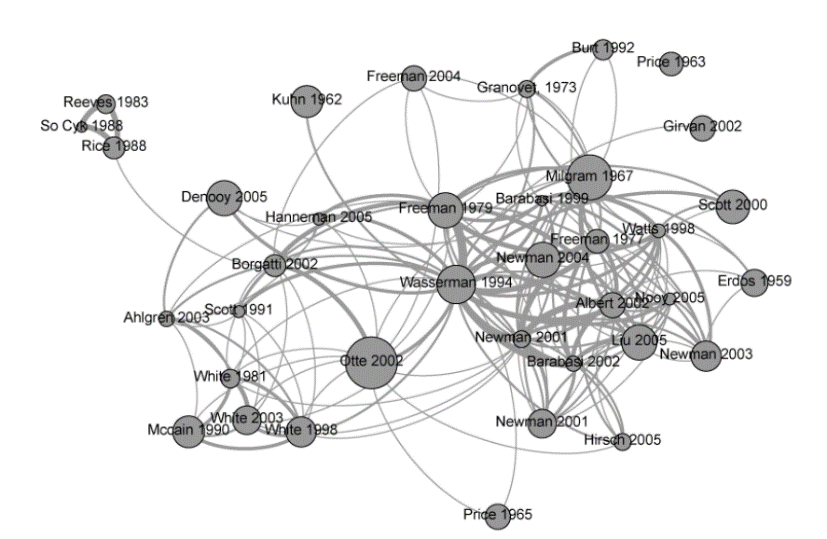 Burt 1992
Price 1963
Freeman 2004
Granovet, 1973
Kuhn 1962
Reeves 1983
So Cyk 1988
Rice 1988
Girvan 2002
Milgram 1967
Denooy 2005
Barabasi 1999
Scott 2000
Freeman 1979
Hanneman 2005
Watts 1998
Freeman 1977
Newman 2004
Borgatti 2002
Wasserman 1994
Erdos 1959
Albert 2002
Nooy 2005
Scott 1991
Ahlgren 2003
Newman 2001
Liu 2005
Otte 2002
Barabasi 2002
Newman 2003
White 1981
White 2003
Mccain 1990
White 1998
Newman 2001
Hirsch 2005
Price 1965